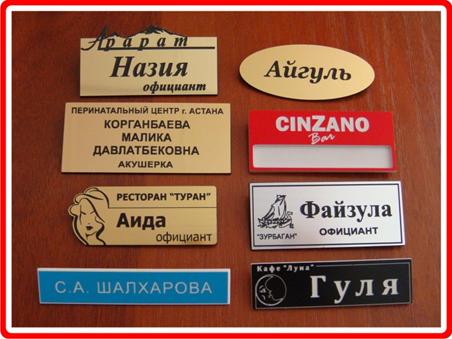 Арарат
Назия
официант
Айгуль
ПЕРИНАТАЛЬНЫЙ ЦЕНТР г. АСТАНА
КОРГАНБАЕВА
МАЛИКА
ДАВЛАТБЕКОВНА
АКУШЕРКА
CINZANO
Bar
РЕСТОРАН "ТУРАН"
Аида
официант
"ЗУРБАГАН"
Файзула
ОФИЦИАНТ
С.А. ШАЛХАРОВА
Кафе "Луна"
Гуля